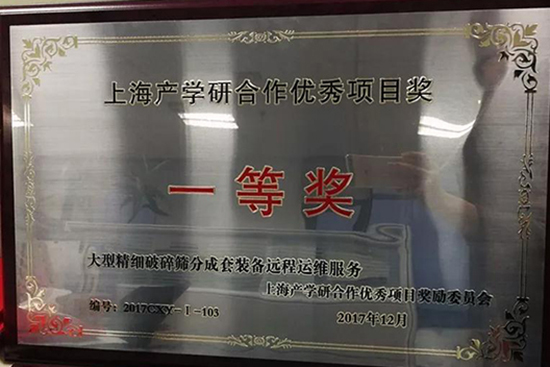 上海产学研合作优秀项目奖
一等奖
大型精细破碎筛分成套装备远程运维服务
上海产学研合作优秀项目奖励委员会
编号:2017CXY-Ⅰ-103
2017年12月